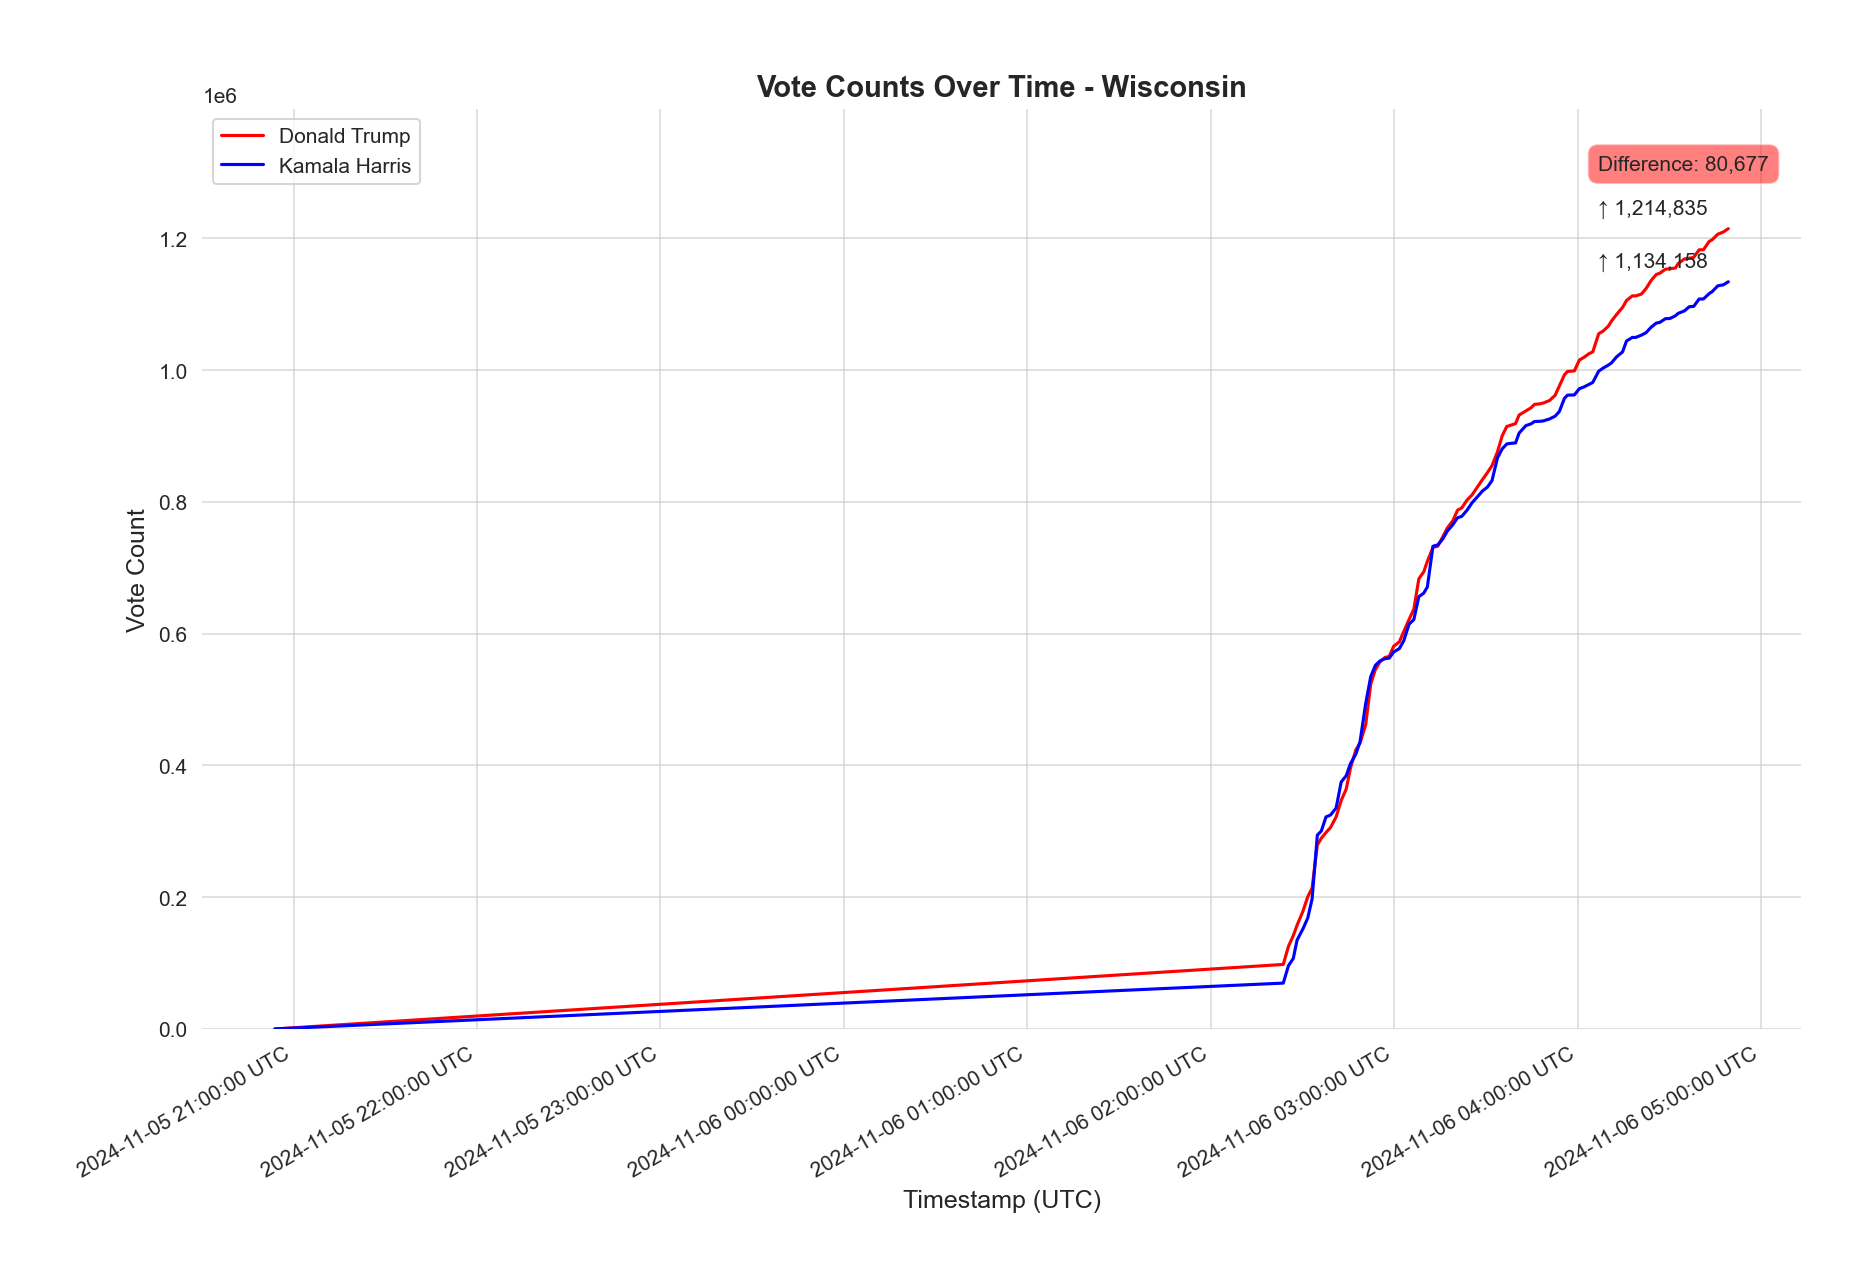 Vote Counts Over Time - Wisconsin
1e6
Donald Trump
Kamala Harris
Difference: 80,677
↑ 1,214,835
↑ 1,134,158
1.2
1.0
0.8
0.6
0.4
0.2
0.0
Vote Count
2024-11-05 21:00:00 UTC
2024-11-05 22:00:00 UTC
2024-11-05 23:00:00 UTC
2024-11-06 00:00:00 UTC
2024-11-06 01:00:00 UTC
2024-11-06 02:00:00 UTC
2024-11-06 03:00:00 UTC
2024-11-06 04:00:00 UTC
2024-11-06 05:00:00 UTC
Timestamp (UTC)